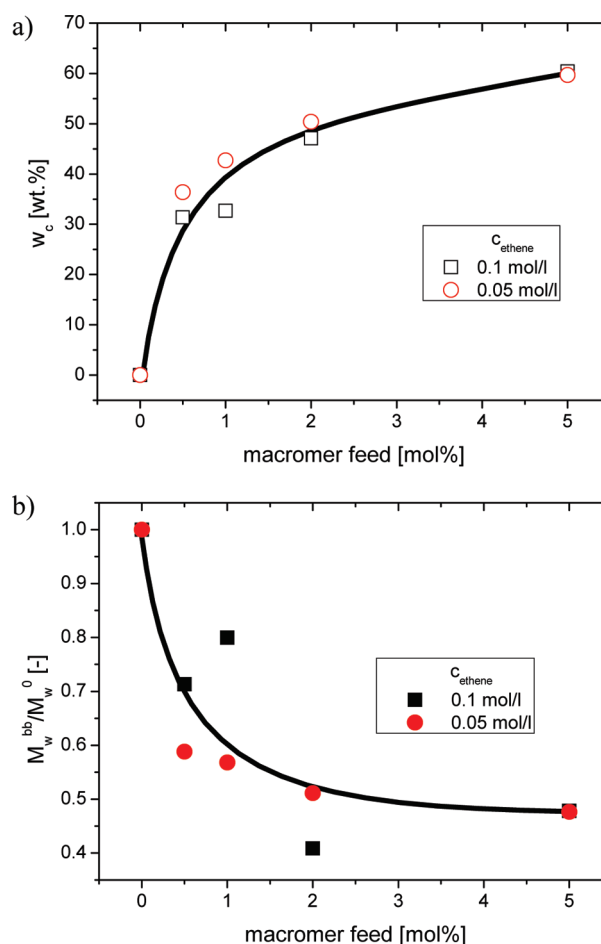 a)
70
60
50
40
30
20
10
0
w_c [wt.%]
c_ethene
0.1 mol/l
0.05 mol/l
0 1 2 3 4 5
macromer feed [mol%]
b)
1.0
0.9
0.8
0.7
0.6
0.5
0.4
M_w^bb/M_w^0 [-]
c_ethene
0.1 mol/l
0.05 mol/l
0 1 2 3 4 5
macromer feed [mol%]